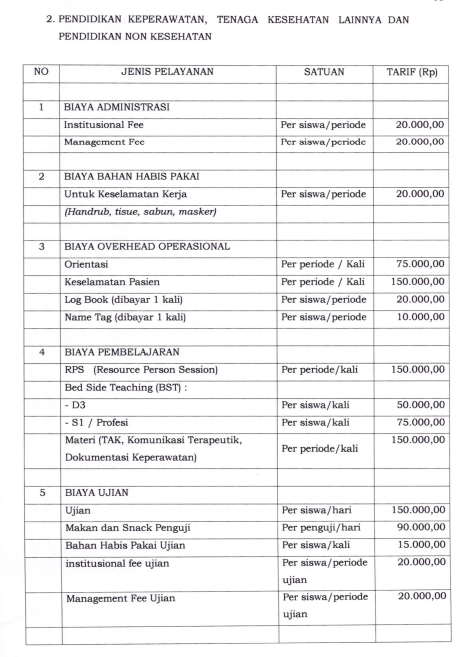 2. PENDIDIKAN KEPERAWATAN, TENAGA KESEHATAN LAINNYA DAN
PENDIDIKAN NON KESEHATAN
NO JENIS PELAYANAN SATUAN TARIF (Rp)
1 BIAYA ADMINISTRASI
Institusional Fee Per siswa/periode 20.000,00
Management Fee Per siswa/periode 20.000,00
2 BIAYA BAHAN HABIS PAKAI
Untuk Keselamatan Kerja Per siswa/periode 20.000,00
(Handrub, tisue, sabun, masker)
3 BIAYA OVERHEAD OPERASIONAL
Orientasi Per periode / Kali 75.000,00
Keselamatan Pasien Per periode / Kali 150.000,00
Log Book (dibayar 1 kali) Per siswa/periode 20.000,00
Name Tag (dibayar 1 kali) Per siswa/periode 10.000,00
4 BIAYA PEMBELAJARAN
RPS (Resource Person Session) Per periode/kali 150.000,00
Bed Side Teaching (BST) :
- D3 Per siswa/kali 50.000,00
- S1 / Profesi Per siswa/kali 75.000,00
Materi (TAK, Komunikasi Terapeutik, Per periode/kali 150.000,00
Dokumentasi Keperawatan)
5 BIAYA UJIAN
Ujian Per siswa/hari 150.000,00
Makan dan Snack Penguji Per penguji/hari 90.000,00
Bahan Habis Pakai Ujian Per siswa/kali 15.000,00
institusional fee ujian Per siswa/periode 20.000,00
ujian
Management Fee Ujian Per siswa/periode 20.000,00
ujian